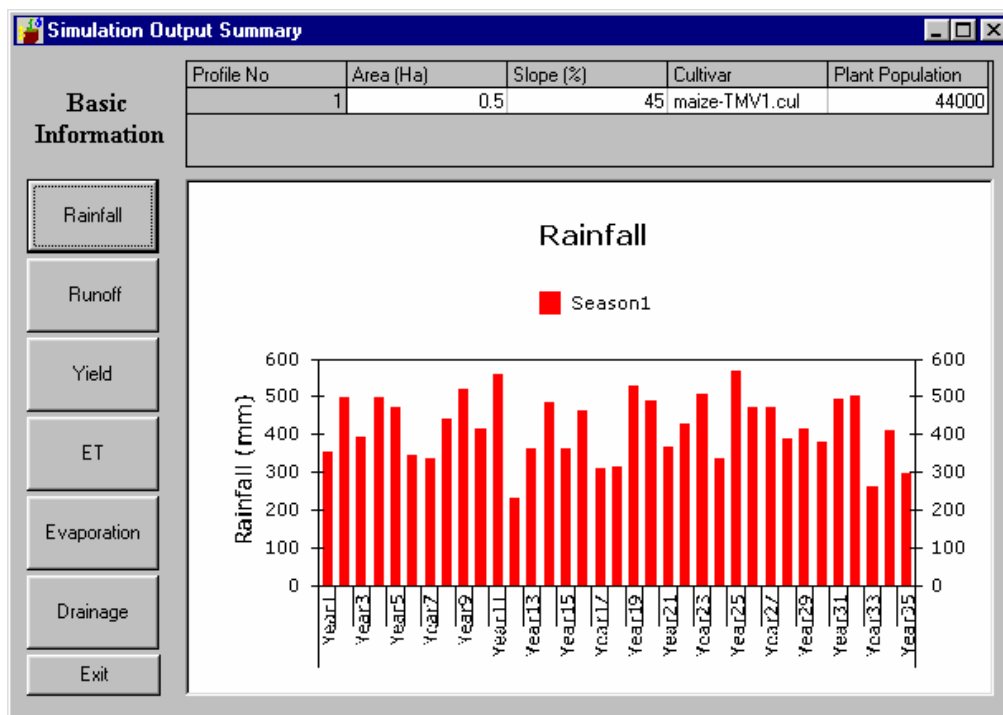 Simulation Output Summary
Basic
Information
Profile No Area (Ha) Slope (%) Cultivar Plant Population
1 0.5 45 maize-TMV1.cul 44000
Rainfall
Runoff
Yield
ET
Evaporation
Drainage
Exit
Rainfall
Season1
Rainfall (mm)
600
500
400
300
200
100
0
600
500
400
300
200
100
0
Year1
Year3
Year5
Year7
Year9
Year11
Year13
Year15
Year17
Year19
Year21
Year23
Year25
Year27
Year29
Year31
Year33
Year35